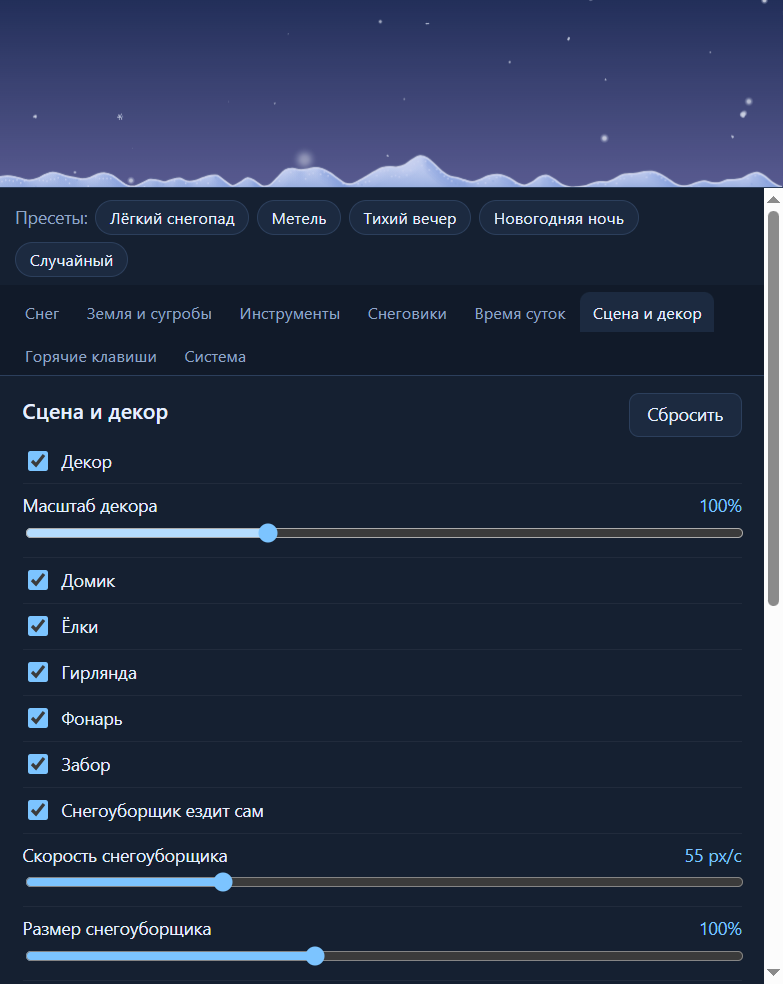 Пресеты: Лёгкий снегопад Метель Тихий вечер Новогодняя ночь
Случайный
Снег Земля и сугробы Инструменты Снеговики Время суток Сцена и декор
Горячие клавиши Система
Сцена и декор Сбросить
Декор
Масштаб декора 100%
Домик
Ёлки
Гирлянда
Фонарь
Забор
Снегоуборщик ездит сам
Скорость снегоуборщика 55 px/с
Размер снегоуборщика 100%